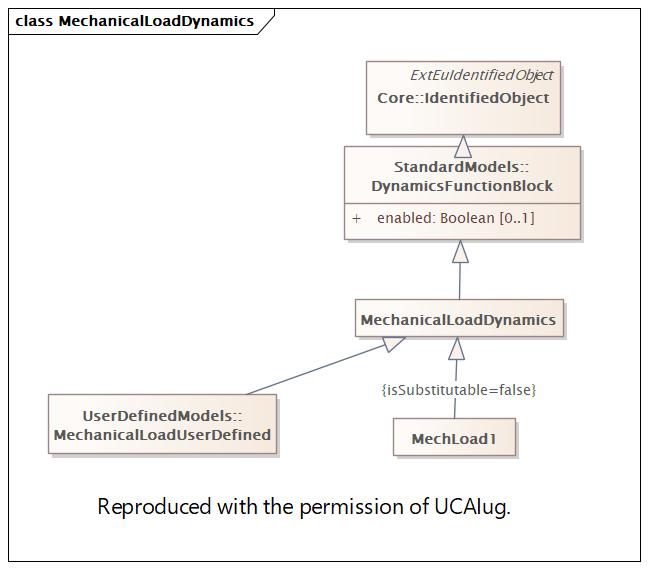 class MechanicalLoadDynamics
ExtEuIdentifiedObject
Core::IdentifiedObject
StandardModels::
DynamicsFunctionBlock
+ enabled: Boolean [0..1]
MechanicalLoadDynamics
{isSubstitutable=false}
UserDefinedModels::
MechanicalLoadUserDefined
MechLoad1
Reproduced with the permission of UCAIug.